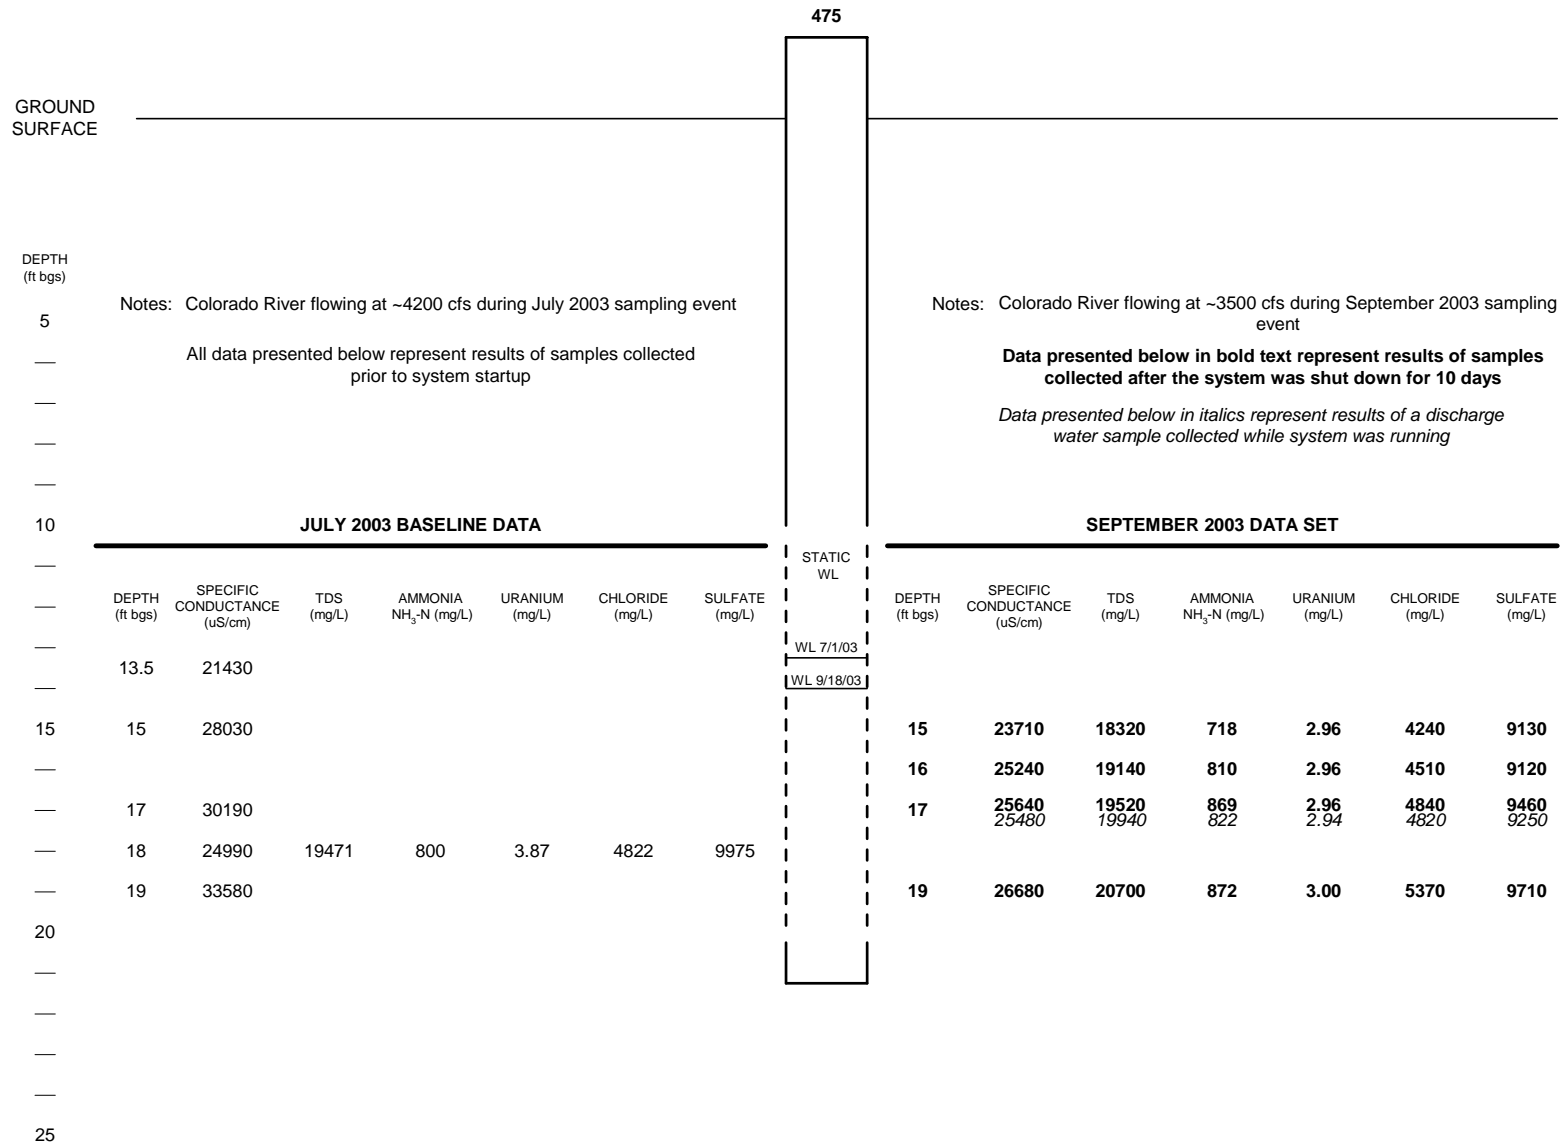 475
GROUND
SURFACE
DEPTH
(ft bgs)
5
10
15
20
25
Notes: Colorado River flowing at ~4200 cfs during July 2003 sampling event
All data presented below represent results of samples collected
prior to system startup
JULY 2003 BASELINE DATA
DEPTH (ft bgs) SPECIFIC CONDUCTANCE (uS/cm) TDS (mg/L) AMMONIA NH3-N (mg/L) URANIUM (mg/L) CHLORIDE (mg/L) SULFATE (mg/L)
13.5 21430
15 28030
17 30190
18 24990 19471 800 3.87 4822 9975
19 33580
STATIC
WL
WL 7/1/03
WL 9/18/03
Notes: Colorado River flowing at ~3500 cfs during September 2003 sampling
event
Data presented below in bold text represent results of samples
collected after the system was shut down for 10 days
Data presented below in italics represent results of a discharge
water sample collected while system was running
SEPTEMBER 2003 DATA SET
DEPTH (ft bgs) SPECIFIC CONDUCTANCE (uS/cm) TDS (mg/L) AMMONIA NH3-N (mg/L) URANIUM (mg/L) CHLORIDE (mg/L) SULFATE (mg/L)
15 23710 18320 718 2.96 4240 9130
16 25240 19140 810 2.96 4510 9120
17 25640 19520 869 2.96 4840 9460
25480 19940 822 2.94 4820 9250
19 26680 20700 872 3.00 5370 9710